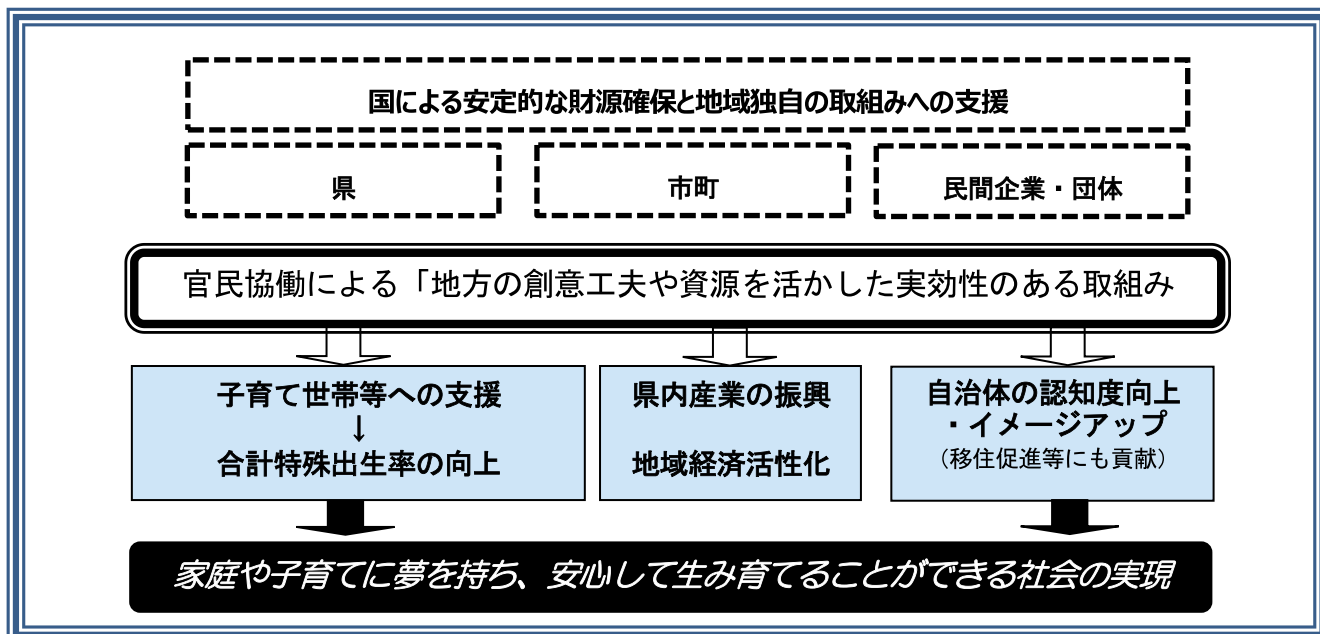 国による安定的な財源確保と地域独自の取組みへの支援
県
市町
民間企業・団体
官民協働による「地方の創意工夫や資源を活かした実効性のある取組み
子育て世帯等への支援
↓
合計特殊出生率の向上
県内産業の振興
地域経済活性化
自治体の認知度向上
・イメージアップ
（移住促進等にも貢献）
家庭や子育てに夢を持ち、安心して生み育てることができる社会の実現